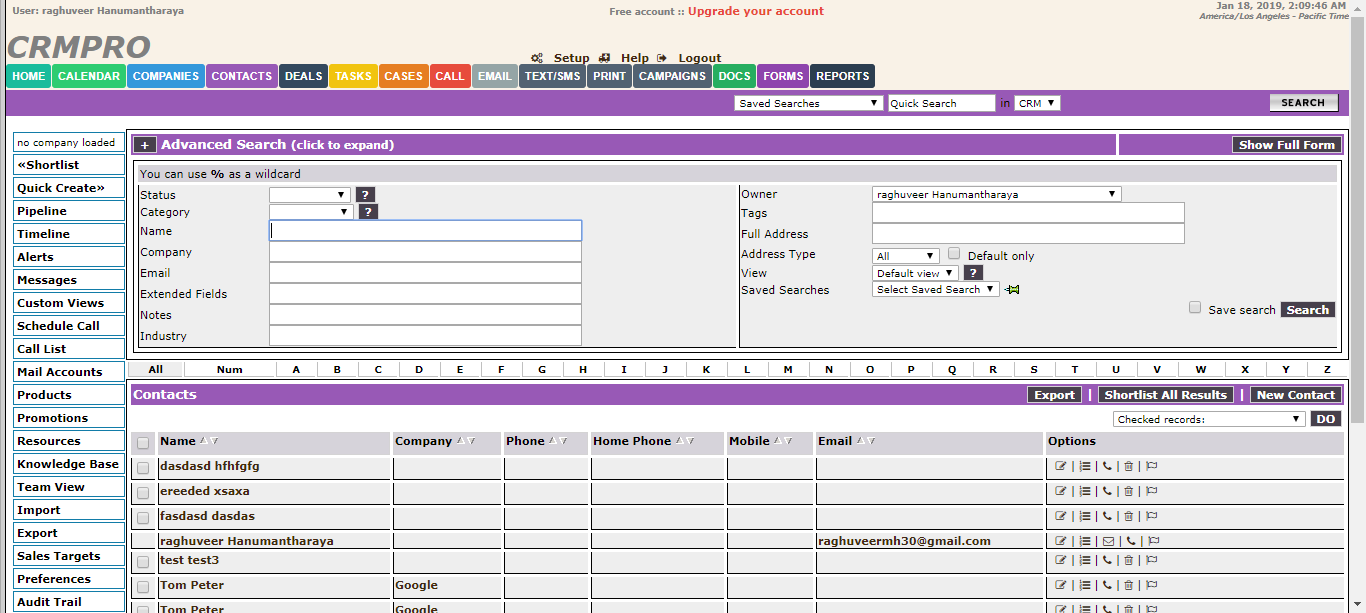 User: raghuveer Hanumantharaya
Free account :: Upgrade your account
Jan 18, 2019, 2:09:46 AM
America/Los Angeles - Pacific Time
CRMPRO
Setup Help Logout
HOME CALENDAR COMPANIES CONTACTS DEALS TASKS CASES CALL EMAIL TEXT/SMS PRINT CAMPAIGNS DOCS FORMS REPORTS
Saved Searches Quick Search in CRM SEARCH
no company loaded
«Shortlist
Quick Create»
Pipeline
Timeline
Alerts
Messages
Custom Views
Schedule Call
Call List
Mail Accounts
Products
Promotions
Resources
Knowledge Base
Team View
Import
Export
Sales Targets
Preferences
Audit Trail
+ Advanced Search (click to expand) Show Full Form
You can use % as a wildcard
Status ?
Category ?
Name
Company
Email
Extended Fields
Notes
Industry
Owner raghuveer Hanumantharaya
Tags
Full Address
Address Type All Default only
View Default view ?
Saved Searches Select Saved Search
Save search Search
All Num A B C D E F G H I J K L M N O P Q R S T U V W X Y Z
Contacts Export | Shortlist All Results | New Contact
Checked records: DO
Name Company Phone Home Phone Mobile Email Options
dasdasd hfhfgfg | | | |
ereeded xsaxa | | | |
fasdasd dasdas | | | |
raghuveer Hanumantharaya raghuveermh30@gmail.com | | | |
test test3 | | | |
Tom Peter Google | | | |
Tom Peter Google | | | |